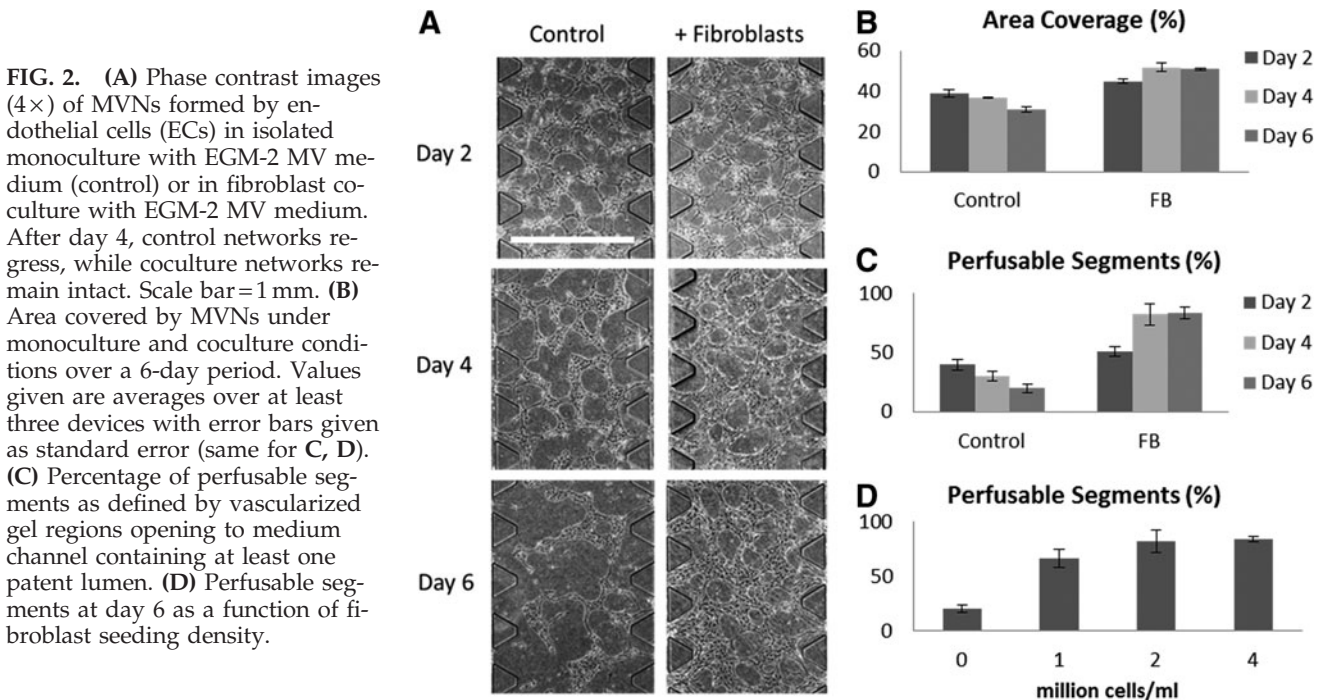 FIG. 2. (A) Phase contrast images
(4×) of MVNs formed by en-
dothelial cells (ECs) in isolated
monoculture with EGM-2 MV me-
dium (control) or in fibroblast co-
culture with EGM-2 MV medium.
After day 4, control networks re-
gress, while coculture networks re-
main intact. Scale bar=1 mm. (B)
Area covered by MVNs under
monoculture and coculture condi-
tions over a 6-day period. Values
given are averages over at least
three devices with error bars given
as standard error (same for C, D).
(C) Percentage of perfusable seg-
ments as defined by vascularized
gel regions opening to medium
channel containing at least one
patent lumen. (D) Perfusable seg-
ments at day 6 as a function of fi-
broblast seeding density.
A
Control + Fibroblasts
Day 2
Day 4
Day 6
B
Area Coverage (%)
60
40
20
0
Control FB
Day 2
Day 4
Day 6
C
Perfusable Segments (%)
100
50
0
Control FB
Day 2
Day 4
Day 6
D
Perfusable Segments (%)
100
50
0
0 1 2 4
million cells/ml